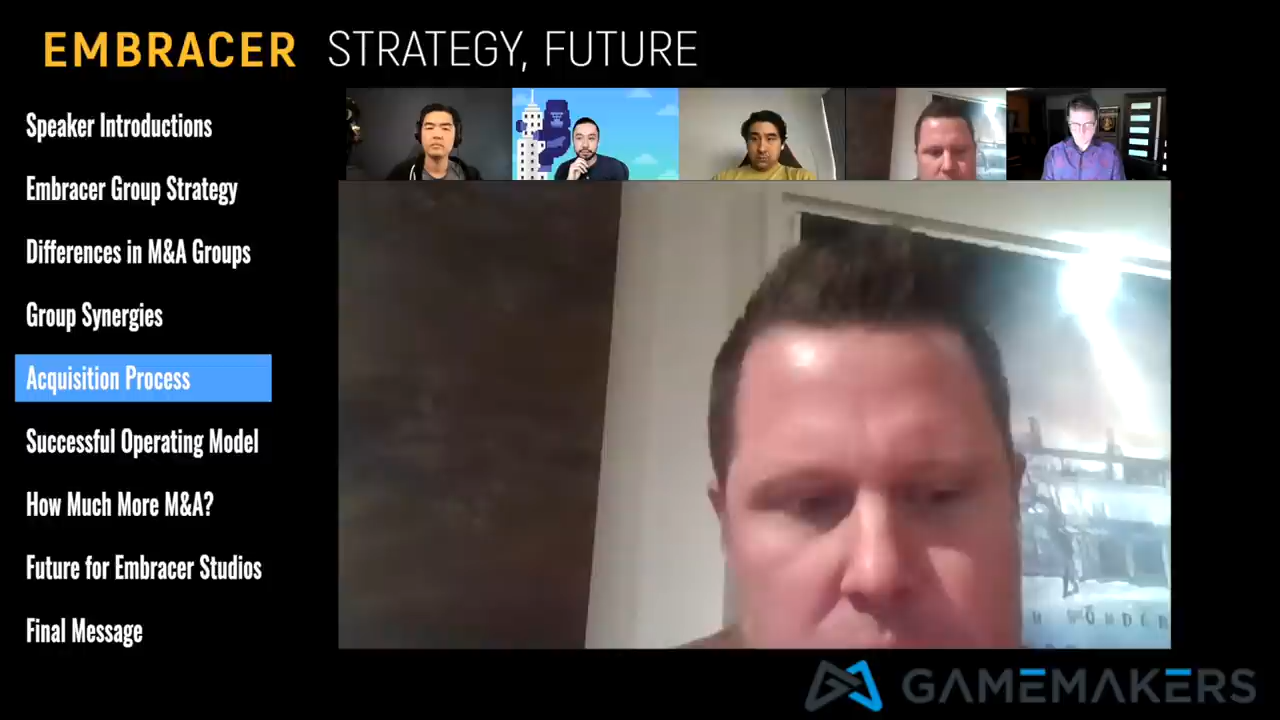 EMBRACER STRATEGY, FUTURE
Speaker Introductions
Embracer Group Strategy
Differences in M&A Groups
Group Synergies
Acquisition Process
Successful Operating Model
How Much More M&A?
Future for Embracer Studios
Final Message
WONDER
GAMEMAKERS